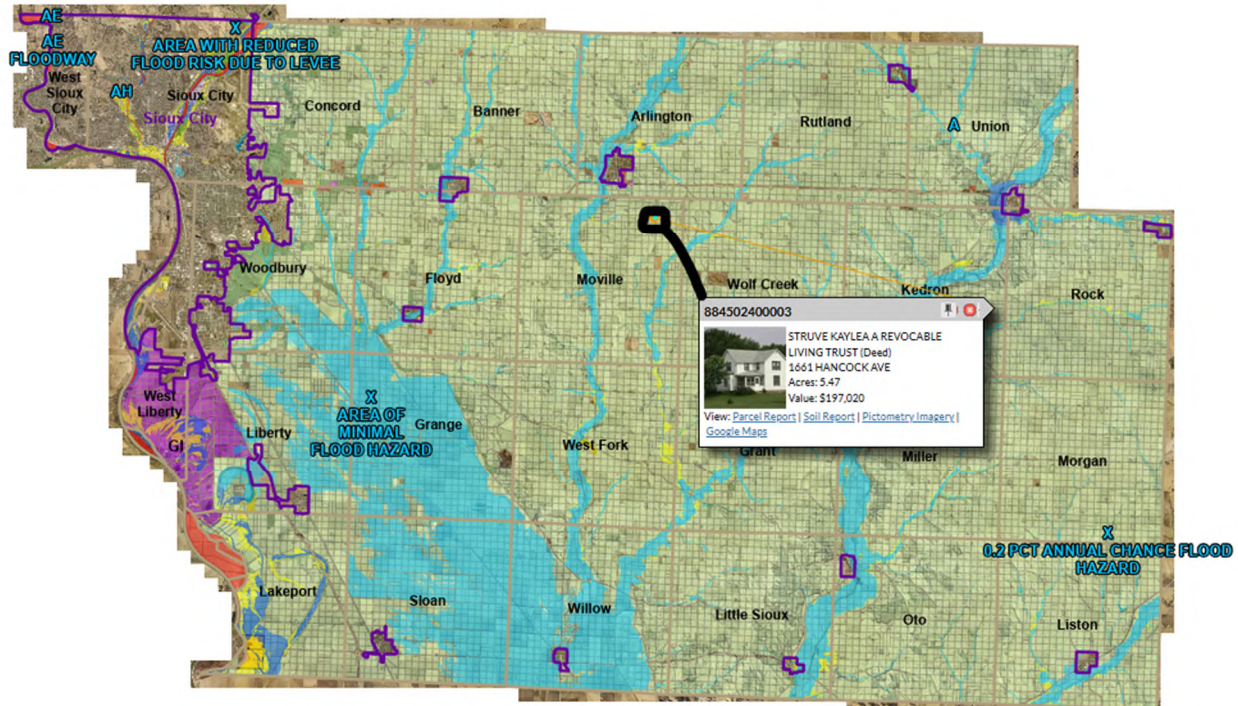 AE
AE
FLOODWAY
X
AREA WITH REDUCED
FLOOD RISK DUE TO LEVEE
West
Sioux
City
AH
Sioux City
Sioux City
Concord
Banner
Arlington
Rutland
A
Union
Woodbury
Floyd
Moville
Wolf Creek
Kedron
Rock
884502400003
STRUVE KAYLEA A REVOCABLE
LIVING TRUST (Deed)
1661 HANCOCK AVE
Acres: 5.47
Value: $197,020
View: Parcel Report | Soil Report | Pictometry Imagery |
Google Maps
West
Liberty
GI
Liberty
X
AREA OF
MINIMAL
FLOOD HAZARD
Grange
West Fork
Grant
Miller
Morgan
X
0.2 PCT ANNUAL CHANCE FLOOD
HAZARD
Lakeport
Sloan
Willow
Little Sioux
Oto
Liston